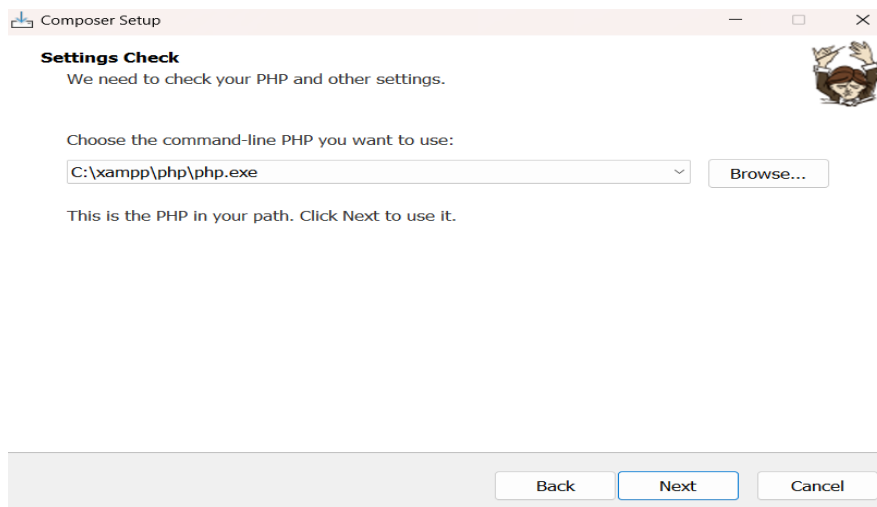 Composer Setup
Settings Check
We need to check your PHP and other settings.
Choose the command-line PHP you want to use:
C:\xampp\php\php.exe
Browse...
This is the PHP in your path. Click Next to use it.
Back
Next
Cancel